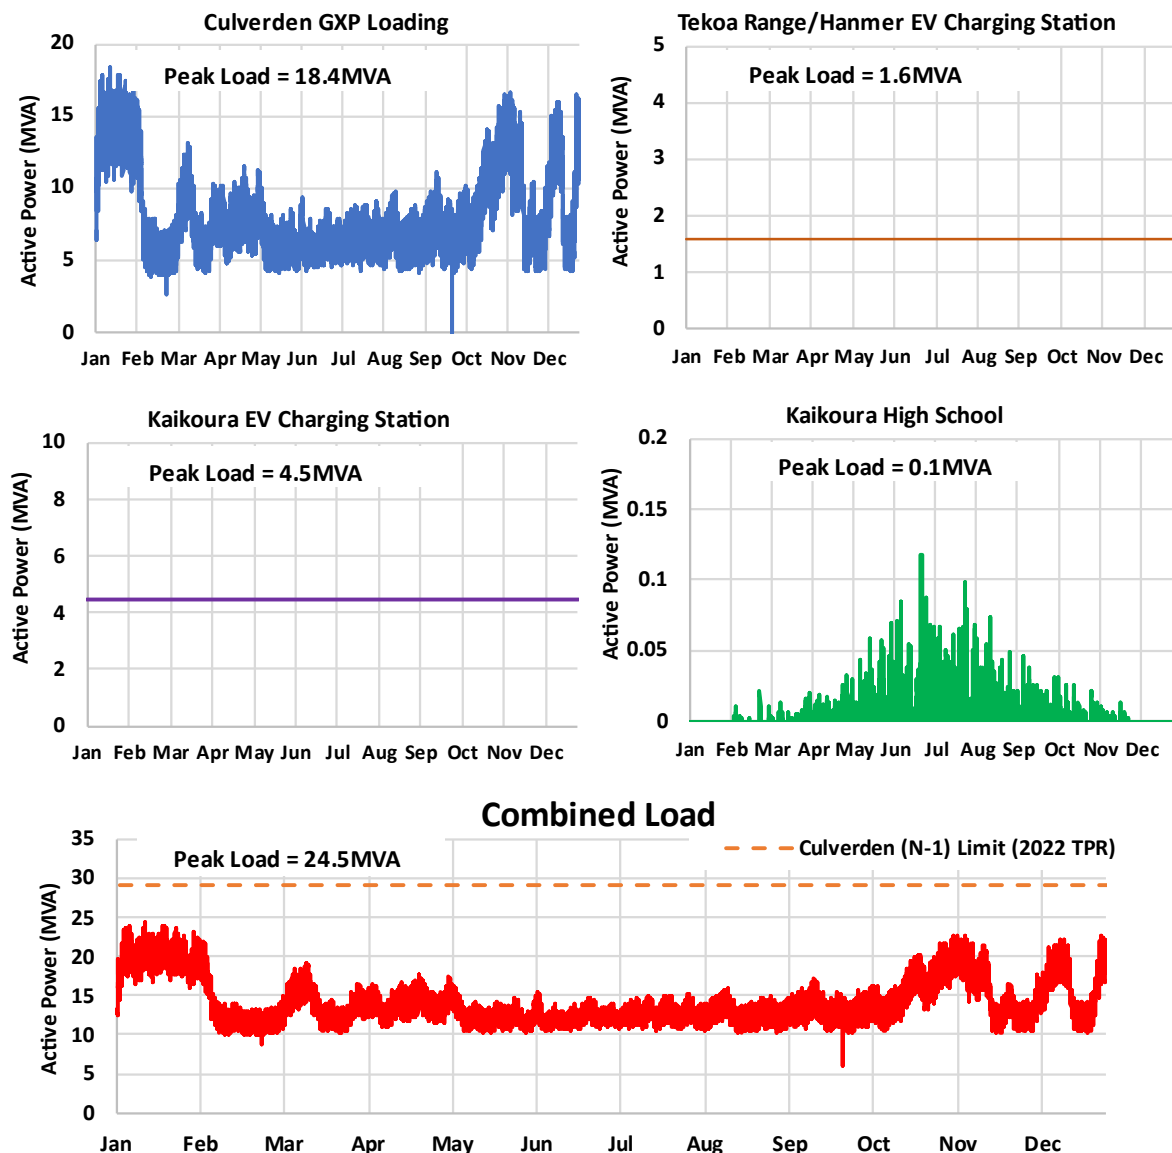 Culverden GXP Loading
Peak Load = 18.4MVA
Active Power (MVA)
20
15
10
5
0
Jan Feb Mar Apr May Jun Jul Aug Sep Oct Nov Dec
Tekoa Range/Hanmer EV Charging Station
Peak Load = 1.6MVA
Active Power (MVA)
5
4
3
2
1
0
Jan Feb Mar Apr May Jun Jul Aug Sep Oct Nov Dec
Kaikoura EV Charging Station
Peak Load = 4.5MVA
Active Power (MVA)
10
8
6
4
2
0
Jan Feb Mar Apr May Jun Jul Aug Sep Oct Nov Dec
Kaikoura High School
Peak Load = 0.1MVA
Active Power (MVA)
0.2
0.15
0.1
0.05
0
Jan Feb Mar Apr May Jun Jul Aug Sep Oct Nov Dec
Combined Load
Peak Load = 24.5MVA
Culverden (N-1) Limit (2022 TPR)
Active Power (MVA)
35
30
25
20
15
10
5
0
Jan Feb Mar Apr May Jun Jul Aug Sep Oct Nov Dec